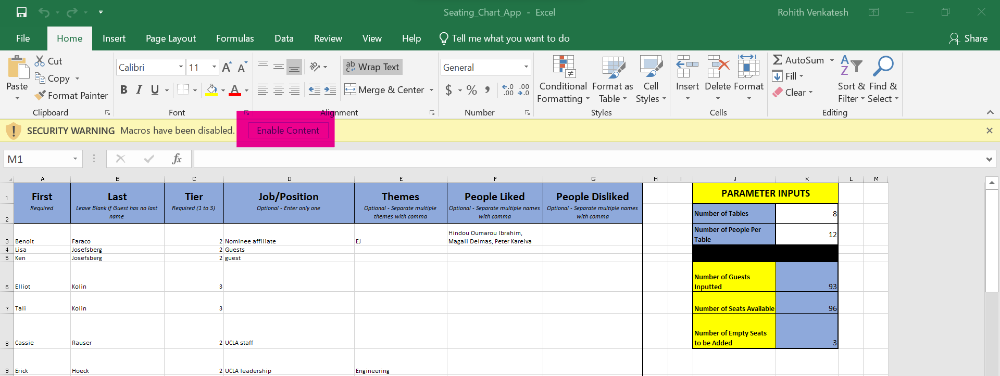 Seating_Chart_App - Excel
Rohith Venkatesh
File Home Insert Page Layout Formulas Data Review View Help Tell me what you want to do Share
Paste
Cut
Copy
Format Painter
Clipboard
Calibri 11
B I U
Font
Wrap Text
Merge & Center
Alignment
General
$ % ,
Number
Conditional Formatting
Format as Table
Cell Styles
Styles
Insert Delete Format
Cells
AutoSum
Fill
Clear
Sort & Filter
Find & Select
Editing
SECURITY WARNING Macros have been disabled. Enable Content
M1 fx
A B C D E F G H I J K L M
1 First Last Tier Job/Position Themes People Liked People Disliked
2 Required
Leave Blank if Guest has no last
name
Required (1 to 3)
Optional - Enter only one
Optional - Separate multiple
themes with comma
Optional - Separate multiple names
with comma
Optional - Separate multiple names
with comma
3 Benoit Faraco 2 Nominee affiliate EJ
Hindou Oumarou Ibrahim,
Magali Delmas, Peter Kareiva
4 Lisa Josefsberg 2 Guests
5 Ken Josefsberg 2 guest
6 Elliot Kolin 3
7 Tali Kolin 3
8 Cassie Rauser 2 UCLA staff
9 Erick Hoeck 2 UCLA leadership Engineering
PARAMETER INPUTS
Number of Tables 8
Number of People Per
Table 12
Number of Guests
Inputted 93
Number of Seats Available 96
Number of Empty Seats
to be Added 3